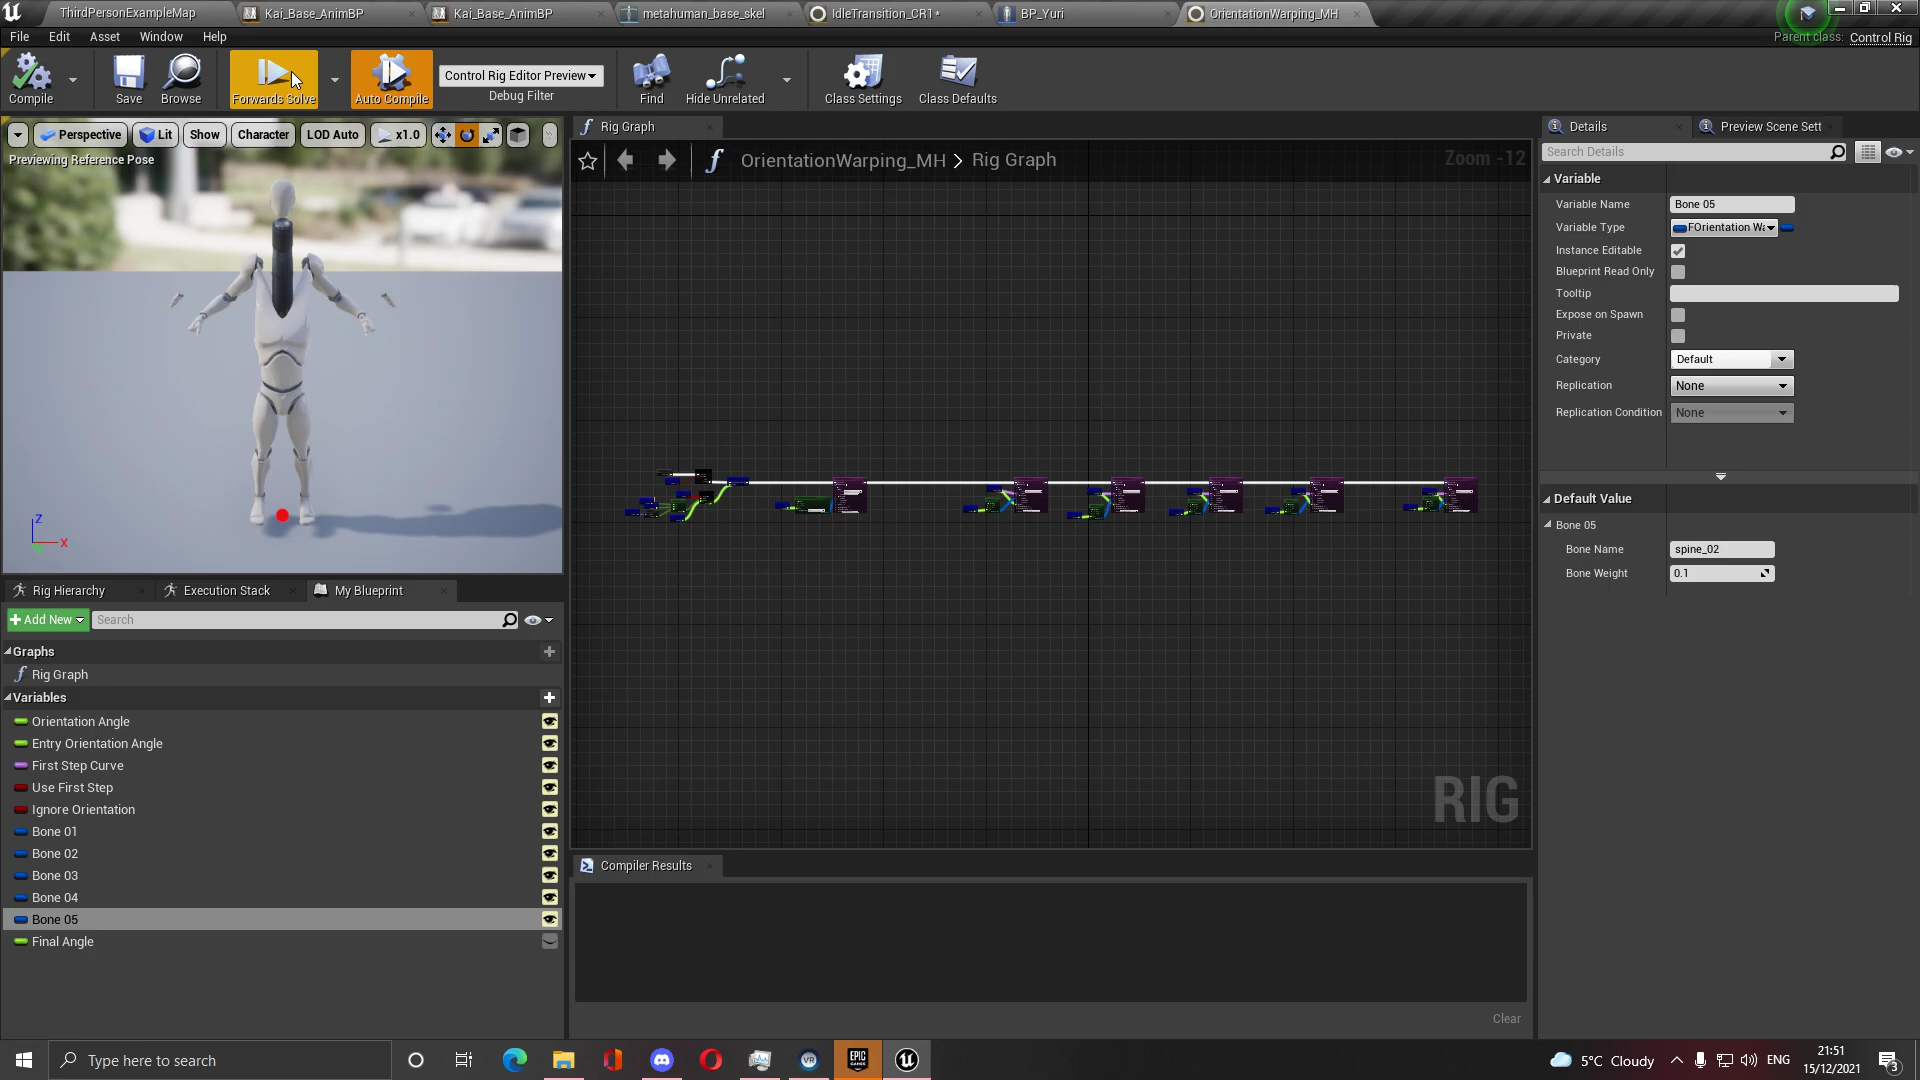 ThirdPersonExampleMap
Kai_Base_AnimBP
Kai_Base_AnimBP
metahuman_base_skel
IdleTransition_CR1*
BP_Yuri
OrientationWarping_MH
File Edit Asset Window Help
Parent class: Control Rig
Compile
Save
Browse
Forwards Solve
Auto Compile
Control Rig Editor Preview
Debug Filter
Find
Hide Unrelated
Class Settings
Class Defaults
Perspective
Lit
Show
Character
LOD Auto
x1.0
Previewing Reference Pose
Z
X
Rig Graph
OrientationWarping_MH > Rig Graph
Zoom -12
RIG
Rig Hierarchy
Execution Stack
My Blueprint
Add New
Search
Graphs
Rig Graph
Variables
Orientation Angle
Entry Orientation Angle
First Step Curve
Use First Step
Ignore Orientation
Bone 01
Bone 02
Bone 03
Bone 04
Bone 05
Final Angle
Compiler Results
Clear
Details
Preview Scene Sett
Search Details
Variable
Variable Name Bone 05
Variable Type FOrientation Wa
Instance Editable
Blueprint Read Only
Tooltip
Expose on Spawn
Private
Category Default
Replication None
Replication Condition None
Default Value
Bone 05
Bone Name spine_02
Bone Weight 0.1
Type here to search
EPIC GAMES
5°C Cloudy
ENG
21:51
15/12/2021
3